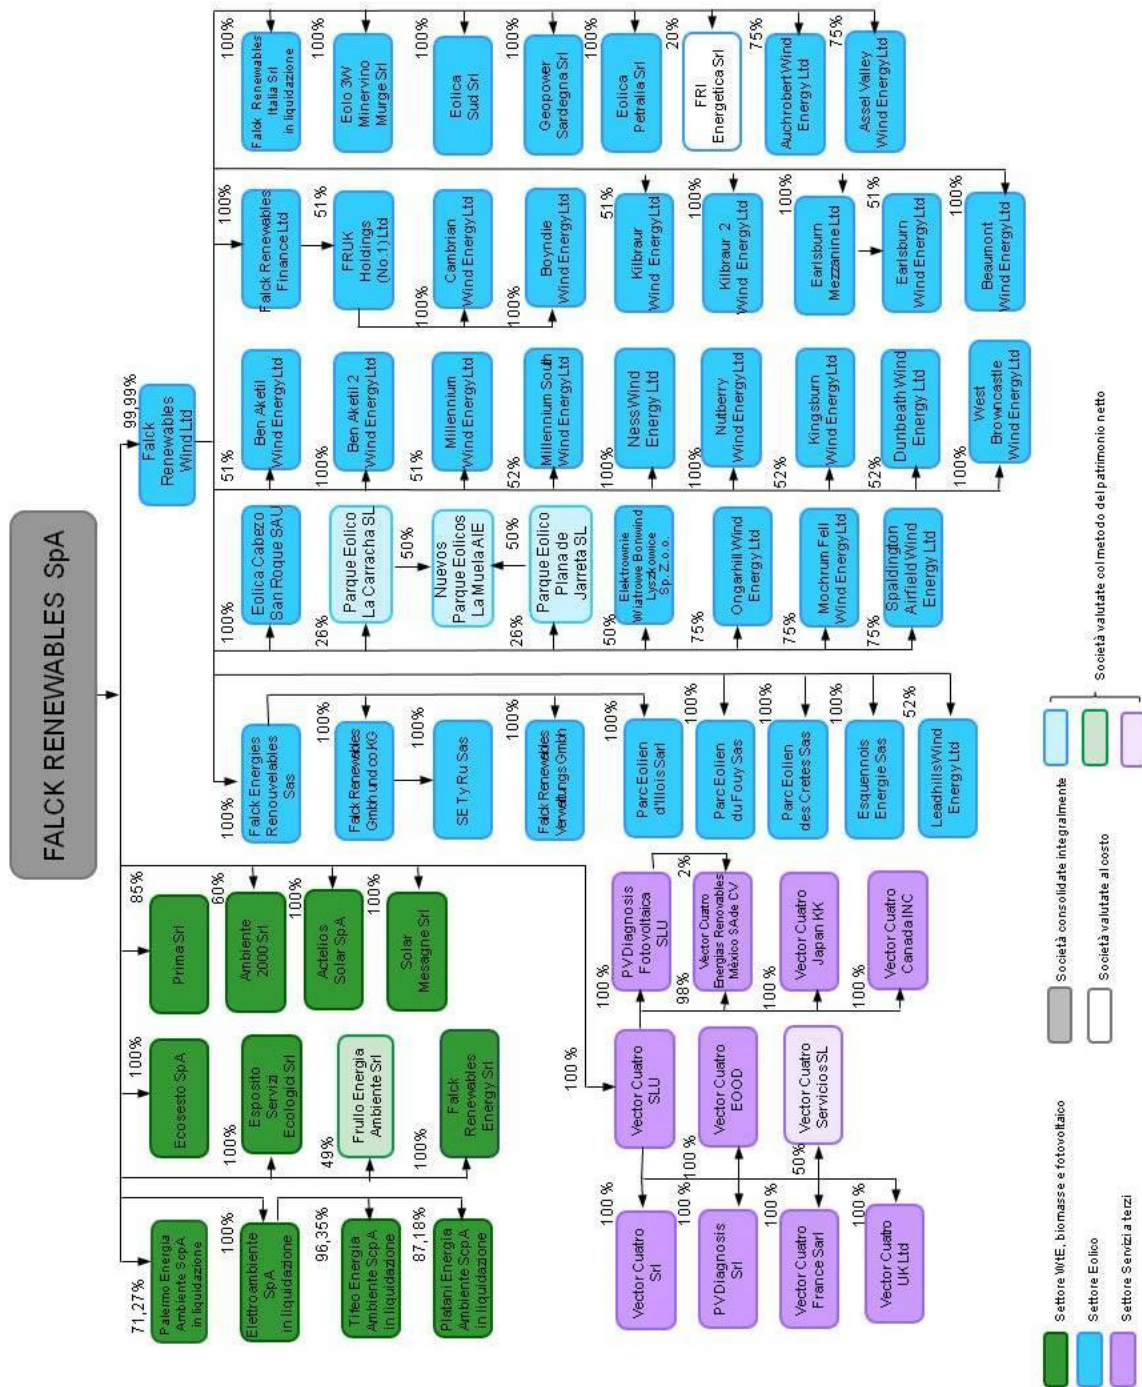 FALCK RENEWABLES SpA
99,99%
Falck
Renewables
Wind Ltd
71,27%
Palermo Energia
Ambiente ScpA
in liquidazione
100%
Elettroambiente
SpA
in liquidazione
96,35%
Tifeo Energia
Ambiente ScpA
in liquidazione
87,18%
Platani Energia
Ambiente ScpA
in liquidazione
100%
Ecosesto SpA
100%
Esposito
Servizi
Ecologici Srl
49%
Frullo Energia
Ambiente Srl
100%
Falck
Renewables
Energy Srl
85%
Prima Srl
60%
Ambiente
2000 Srl
100%
Actelios
Solar SpA
100%
Solar
Mesagne Srl
100%
Falck Energies
Renouvelables
Sas
100%
Falck Renewables
Gmbh und co KG
100%
SE Ty Ru Sas
100%
Falck Renewables
Verwaltungs Gmbh
100%
Parc Eolien
d'Illois Sarl
100%
Parc Eolien
du Fouy Sas
100%
Parc Eolien
des Cretes Sas
100%
Esquennois
Energie Sas
52%
Leadhills Wind
Energy Ltd
100%
Eolica Cabezo
San Roque SAU
26%
Parque Eolico
La Carracha SL
50%
Nuevos
Parque Eolicos
La Muela AIE
50%
26%
Parque Eolico
Plana de
Jarreta SL
50%
Elektrownie
Wiatrowe Bonwind
Lyszkowice
Sp.Z.o.o.
75%
Ongarhill Wind
Energy Ltd
75%
Mochrum Fell
Wind Energy Ltd
75%
Spaldington
Airfield Wind
Energy Ltd
51%
Ben Aketil
Wind Energy Ltd
100%
Ben Aketil 2
Wind Energy Ltd
51%
Millennium
Wind Energy Ltd
52%
Millennium South
Wind Energy Ltd
100%
Ness Wind
Energy Ltd
100%
Nutberry
Wind Energy Ltd
52%
Kingsburn
Wind Energy Ltd
52%
Dunbeath Wind
Energy Ltd
100%
West
Browncastle
Wind Energy Ltd
100%
Falck Renewables
Finance Ltd
51%
FRUK
Holdings
(No.1) Ltd
100%
Cambrian
Wind Energy Ltd
100%
Boyndie
Wind Energy Ltd
51%
Kilbraur
Wind Energy Ltd
100%
Kilbraur 2
Wind Energy Ltd
100%
Earlsburn
Mezzanine Ltd
51%
Earlsburn
Wind Energy Ltd
100%
Beaumont
Wind Energy Ltd
100%
Falck Renewables
Italia Srl
in liquidazione
100%
Eolo 3W
Minervino
Murge Srl
100%
Eolica
Sud Srl
100%
Geopower
Sardegna Srl
100%
Eolica
Petralia Srl
20%
FRI
Energetica Srl
75%
Auchrobert Wind
Energy Ltd
75%
Assel Valley
Wind Energy Ltd
100 %
Vector Cuatro
SLU
100 %
Vector Cuatro
Srl
100 %
PV Diagnosis
Srl
100 %
Vector Cuatro
France Sarl
100 %
Vector Cuatro
UK Ltd
100 %
Vector Cuatro
EOOD
50%
Vector Cuatro
Servicios SL
100 %
PV Diagnosis
Fotovoltaica
SLU
98%
2%
Vector Cuatro
Energias Renovables
Mèxico SA de CV
100 %
Vector Cuatro
Japan KK
100 %
Vector Cuatro
Canada INC
Settore WtE, biomasse e fotovoltaico
Settore Eolico
Settore Servizi a terzi
Società consolidate integralmente
Società valutate al costo
Società valutate col metodo del patrimonio netto